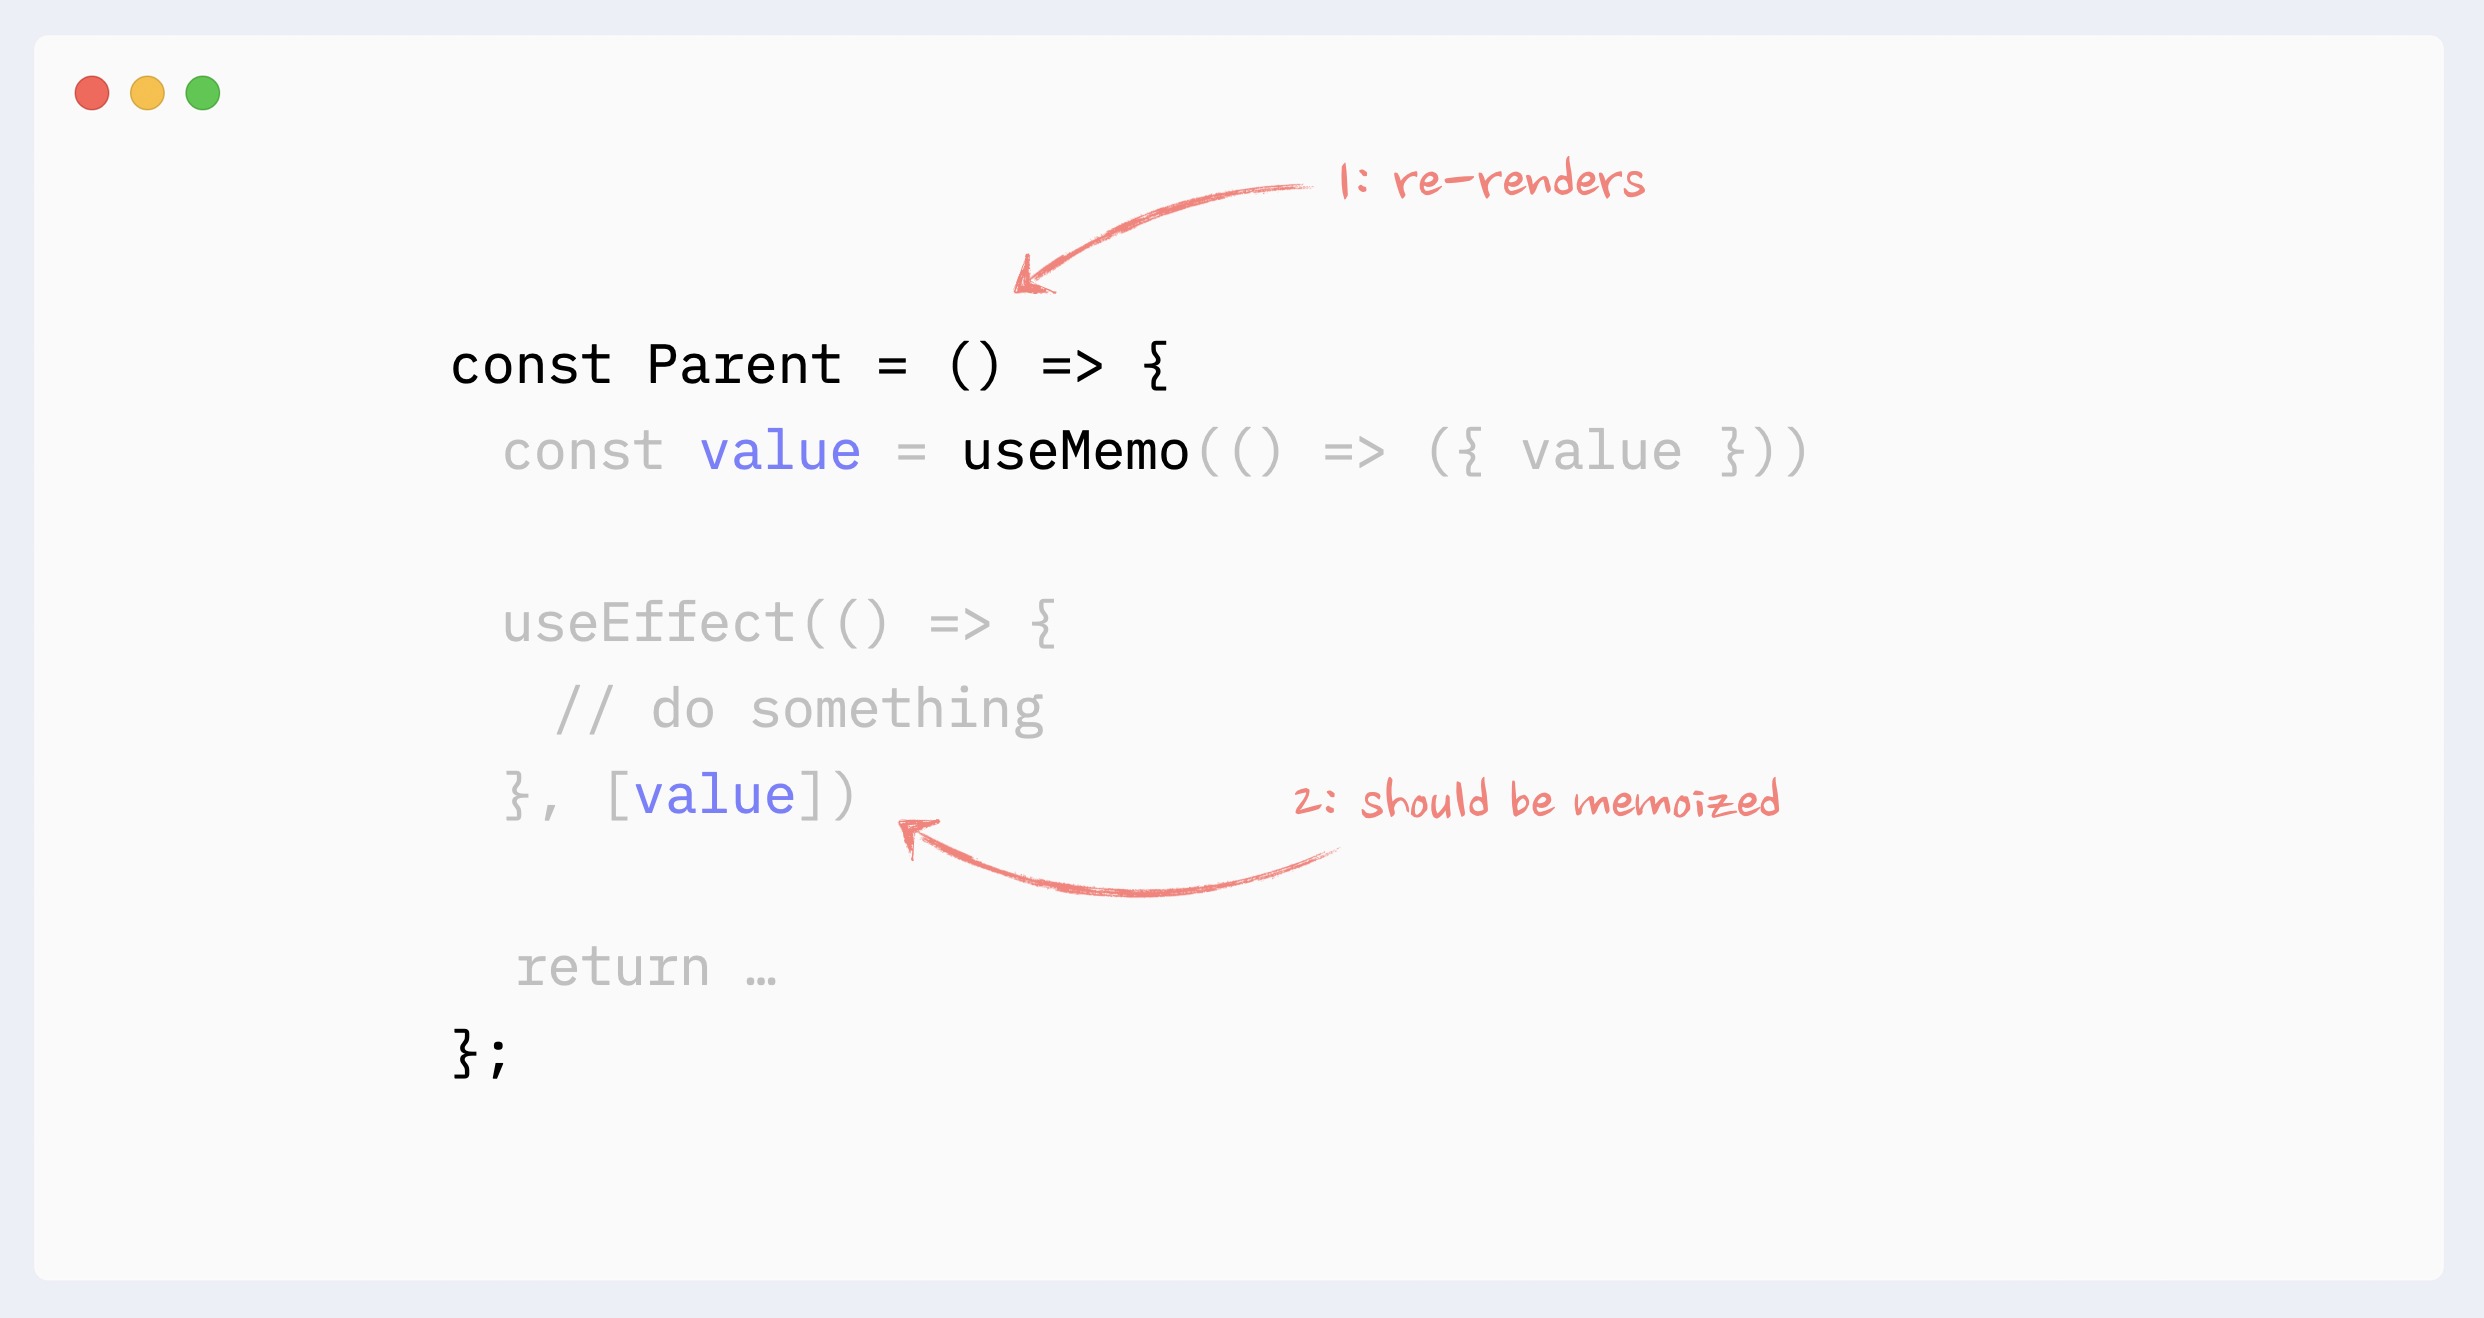 1: re-renders
const Parent = () => {
const value = useMemo(() => ({ value }))
useEffect(() => {
// do something
}, [value])
2: should be memoized
return …
};